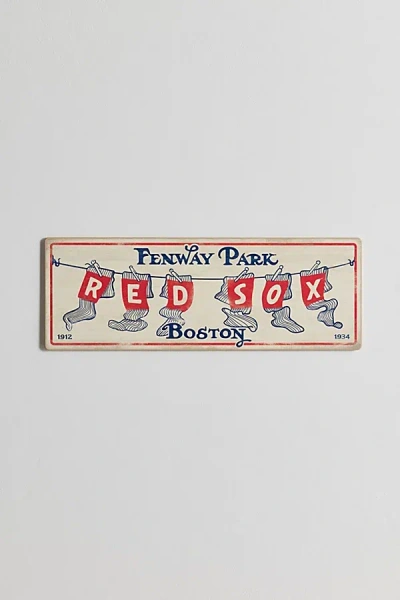 FENWAY PARK
RED SOX
BOSTON
1912 1934